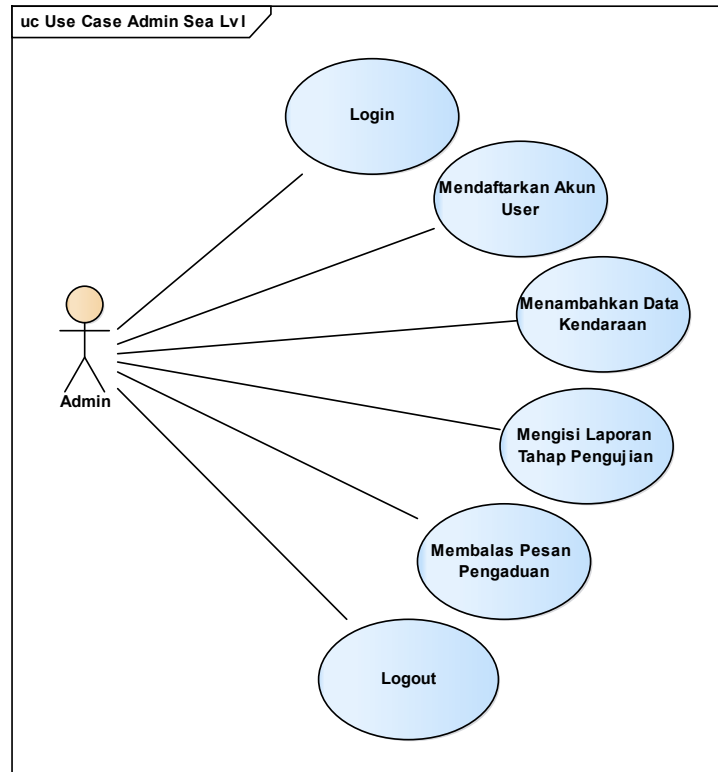 uc Use Case Admin Sea Lvl
Login
Mendaftarkan Akun
User
Menambahkan Data
Kendaraan
Admin
Mengisi Laporan
Tahap Pengujian
Membalas Pesan
Pengaduan
Logout